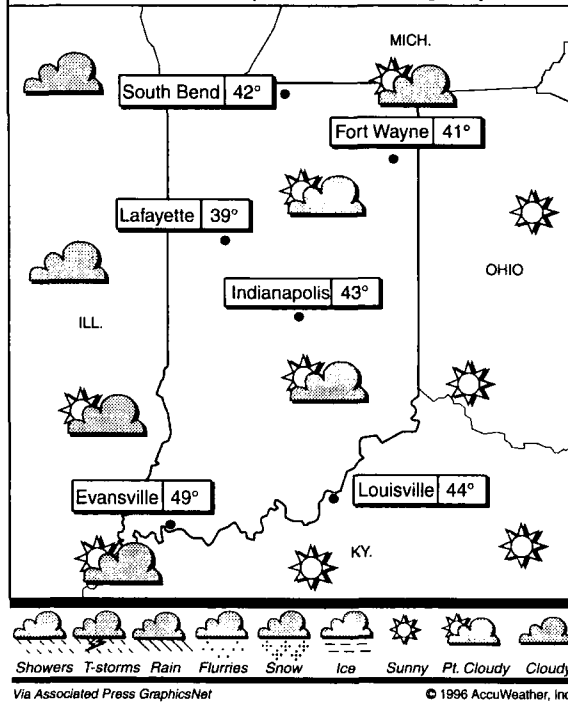 MICH.
South Bend 42°
Fort Wayne 41°
Lafayette 39°
OHIO
Indianapolis 43°
ILL.
Evansville 49°
Louisville 44°
KY.
Showers T-storms Rain Flurries Snow Ice Sunny Pt. Cloudy Cloudy
Via Associated Press GraphicsNet © 1996 AccuWeather, Inc